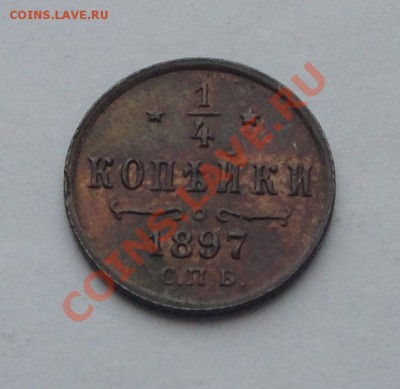 COINS.LAVE.RU
★ 1/4 ★
КОПѢЙКИ
1897
С.П.Б.
COINS.LAVE.RU